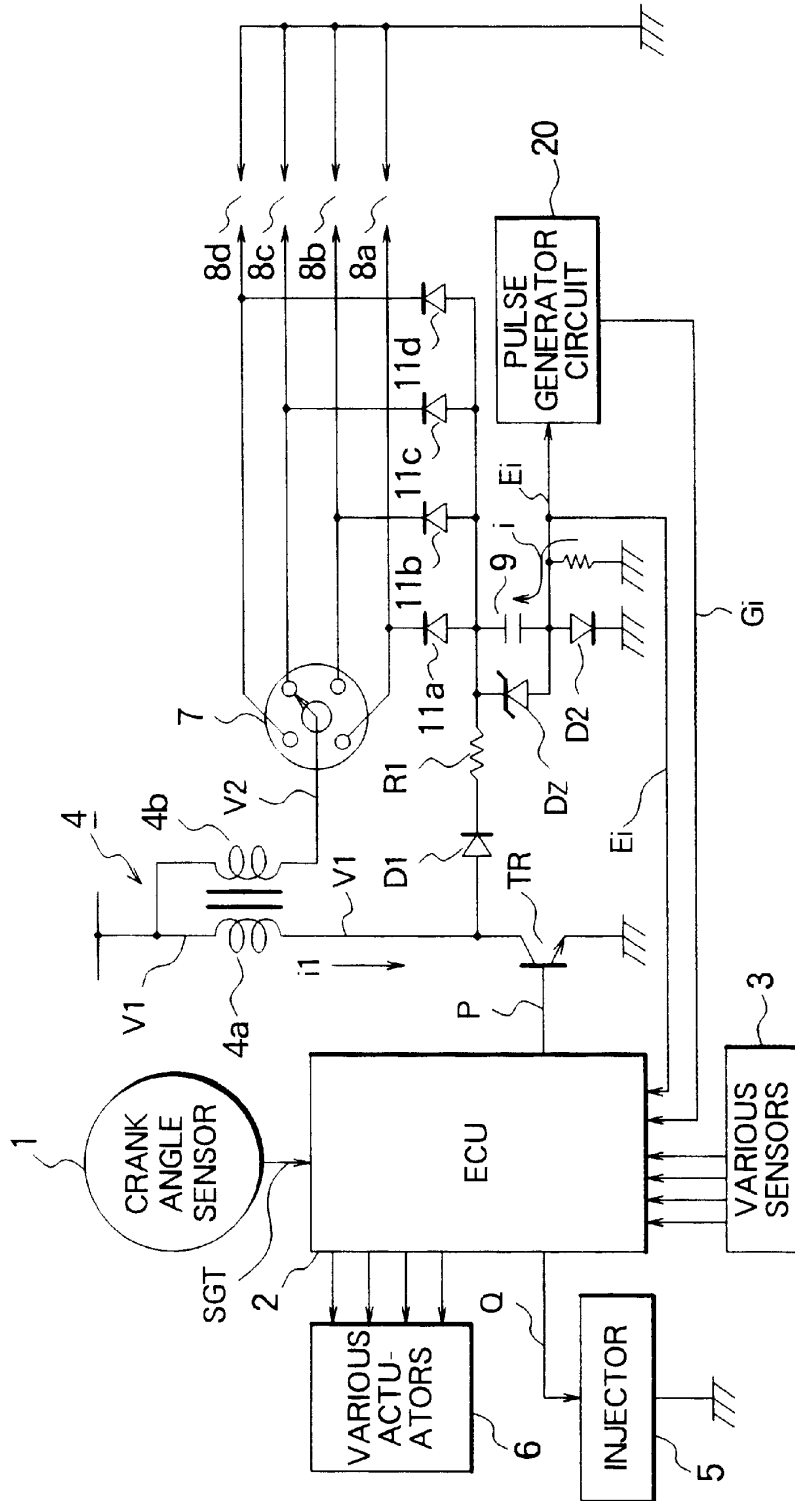 1
CRANK
ANGLE
SENSOR
SGT
2
ECU
VARIOUS
ACTU-
ATORS
6
Q
INJECTOR
5
VARIOUS
SENSORS
3
P
TR
4
4a
4b
V1
V1
i1
V2
7
D1
R1
Dz
D2
9
i
Ei
Ei
Gi
11a
11b
11c
11d
8d
8c
8b
8a
PULSE
GENERATOR
CIRCUIT
20